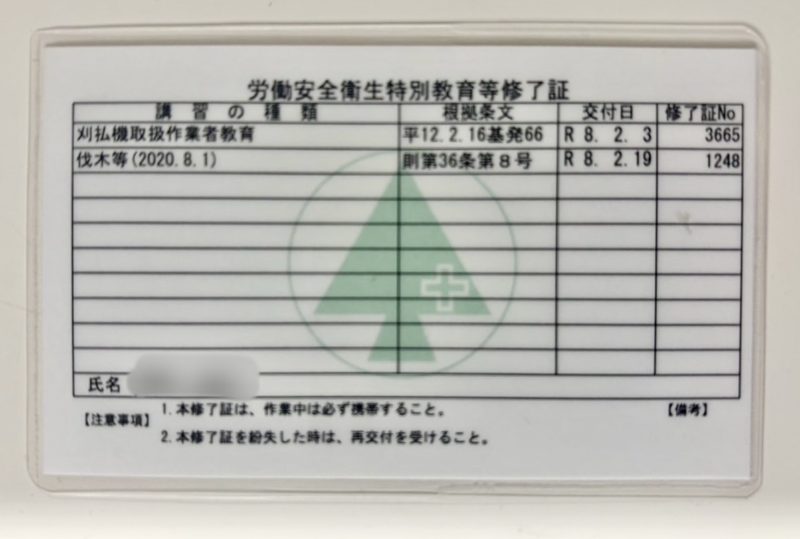 労働安全衛生特別教育等修了証
講習の種類 根拠条文 交付日 修了証No
刈払機取扱作業者教育 平12.2.16基発66 R 8. 2. 3 3665
伐木等(2020.8.1) 則第36条第8号 R 8. 2.19 1248
氏名
【注意事項】 1.本修了証は、作業中は必ず携帯すること。 【備考】
2.本修了証を紛失した時は、再交付を受けること。